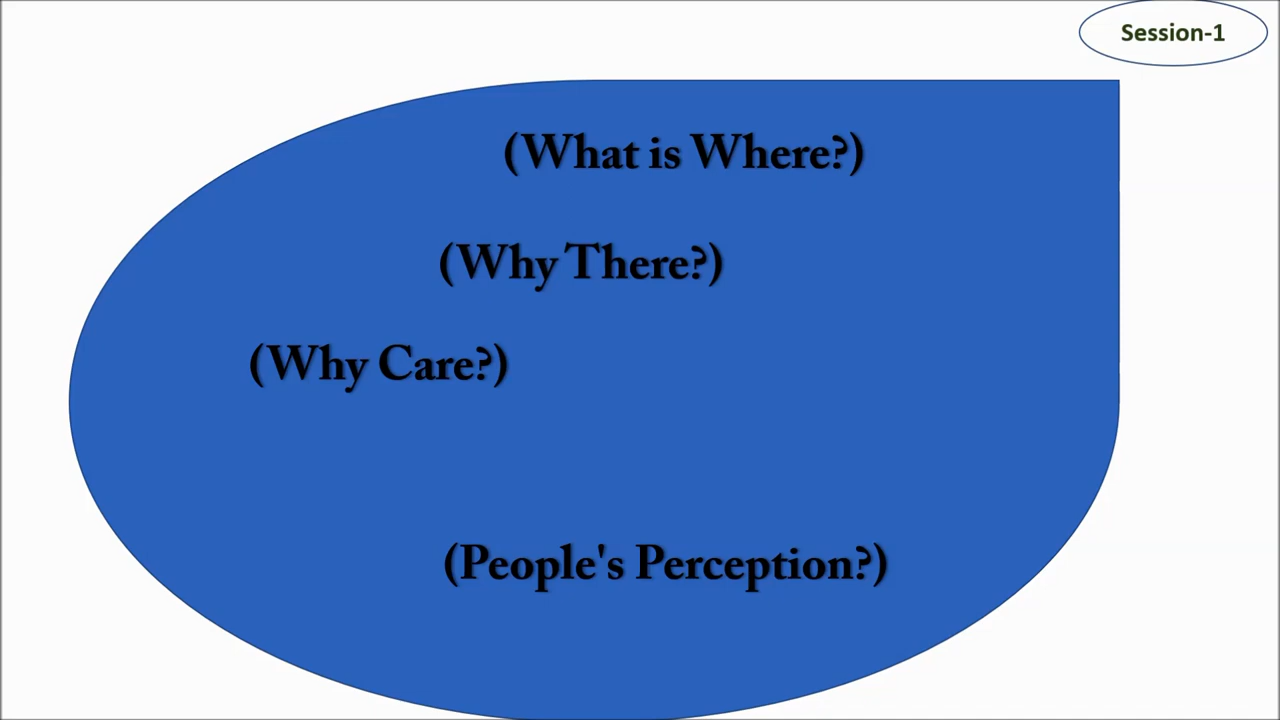 Session-1
(What is Where?)
(Why There?)
(Why Care?)
(People's Perception?)